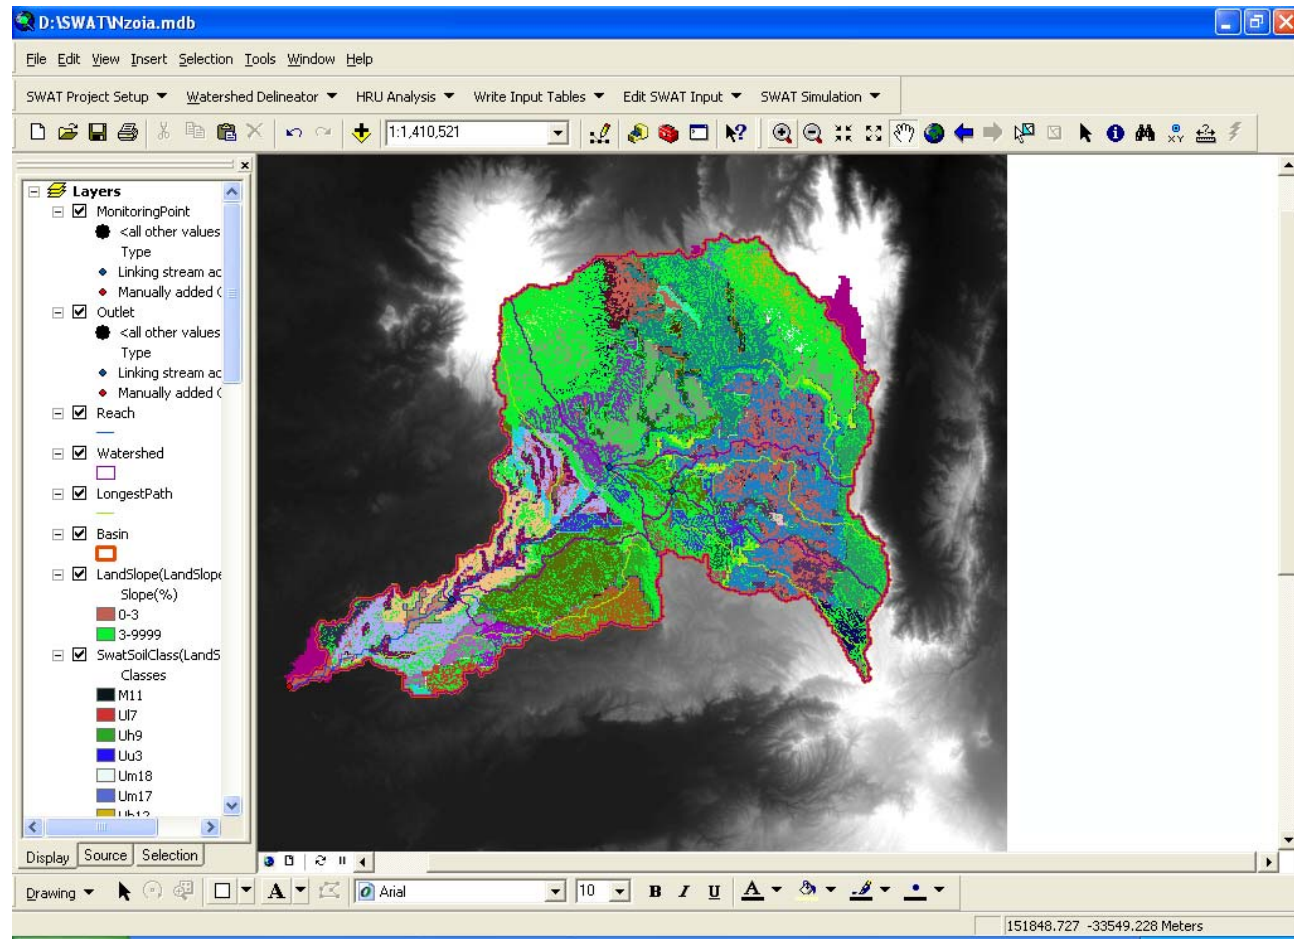 D:\SWAT\Nzoia.mdb
File Edit View Insert Selection Tools Window Help
SWAT Project Setup Watershed Delineator HRU Analysis Write Input Tables Edit SWAT Input SWAT Simulation
1:1,410,521
Layers
MonitoringPoint
<all other values
Type
Linking stream ac
Manually added
Outlet
<all other values
Type
Linking stream ac
Manually added
Reach
Watershed
LongestPath
Basin
LandSlope(LandSlope
Slope(%)
0-3
3-9999
SwatSoilClass(LandS
Classes
M11
Ul7
Uh9
Uu3
Um18
Um17
Display Source Selection
Drawing A Arial 10 B I U A
151848.727 -33549.228 Meters